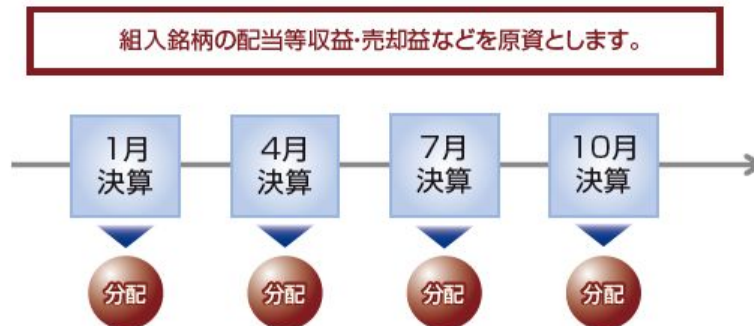 組入銘柄の配当等収益・売却益などを原資とします。
1月
決算
4月
決算
7月
決算
10月
決算
分配
分配
分配
分配